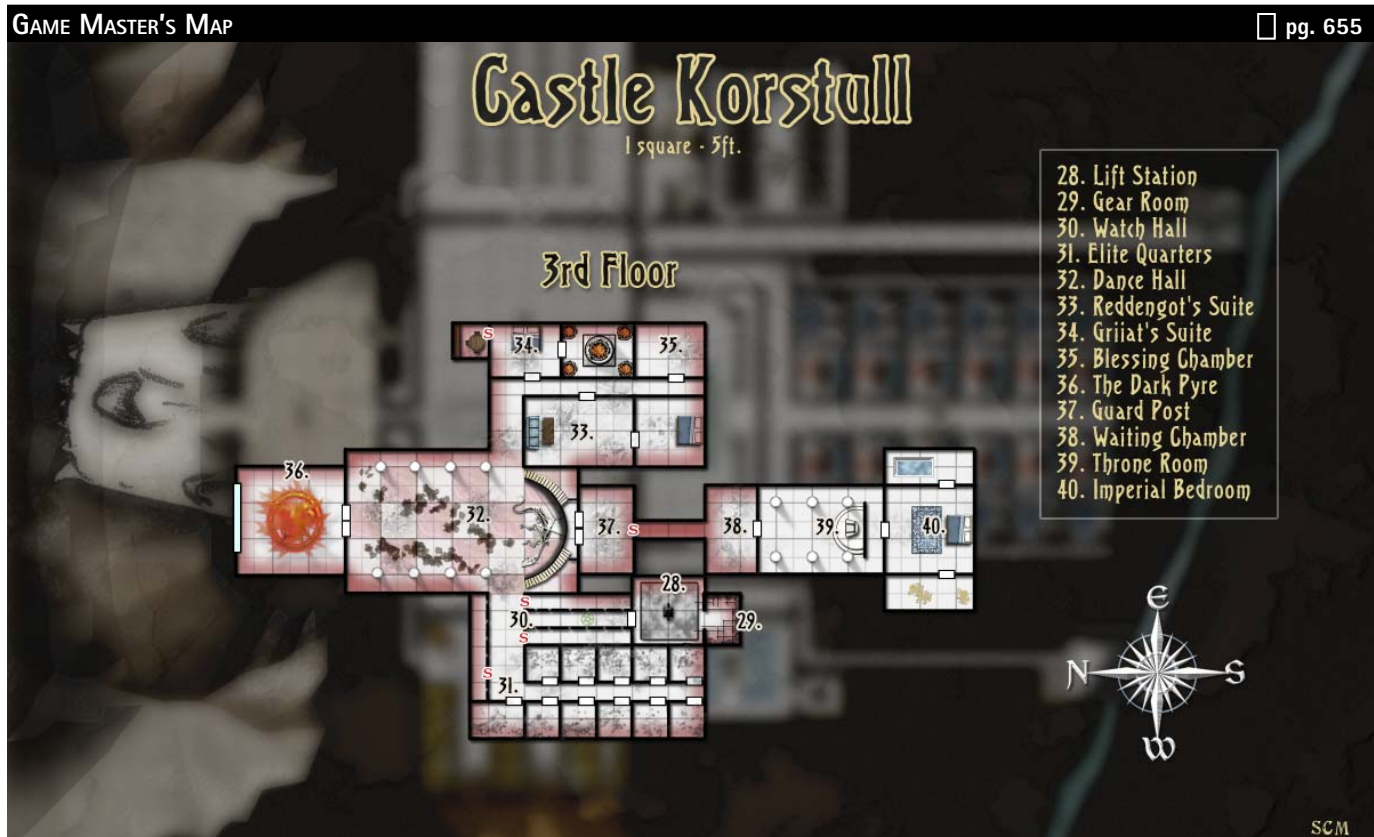 GAME MASTER'S MAP
pg. 655
Castle Korstull
1 square - 5ft.
3rd Floor
28. Lift Station
29. Gear Room
30. Watch Hall
31. Elite Quarters
32. Dance Hall
33. Reddengot's Suite
34. Griiat's Suite
35. Blessing Chamber
36. The Dark Pyre
37. Guard Post
38. Waiting Chamber
39. Throne Room
40. Imperial Bedroom
S
34.
35.
33.
36.
32.
37.
S
38.
39.
40.
28.
S
30.
29.
S
S
31.
E
N
S
W
SCM